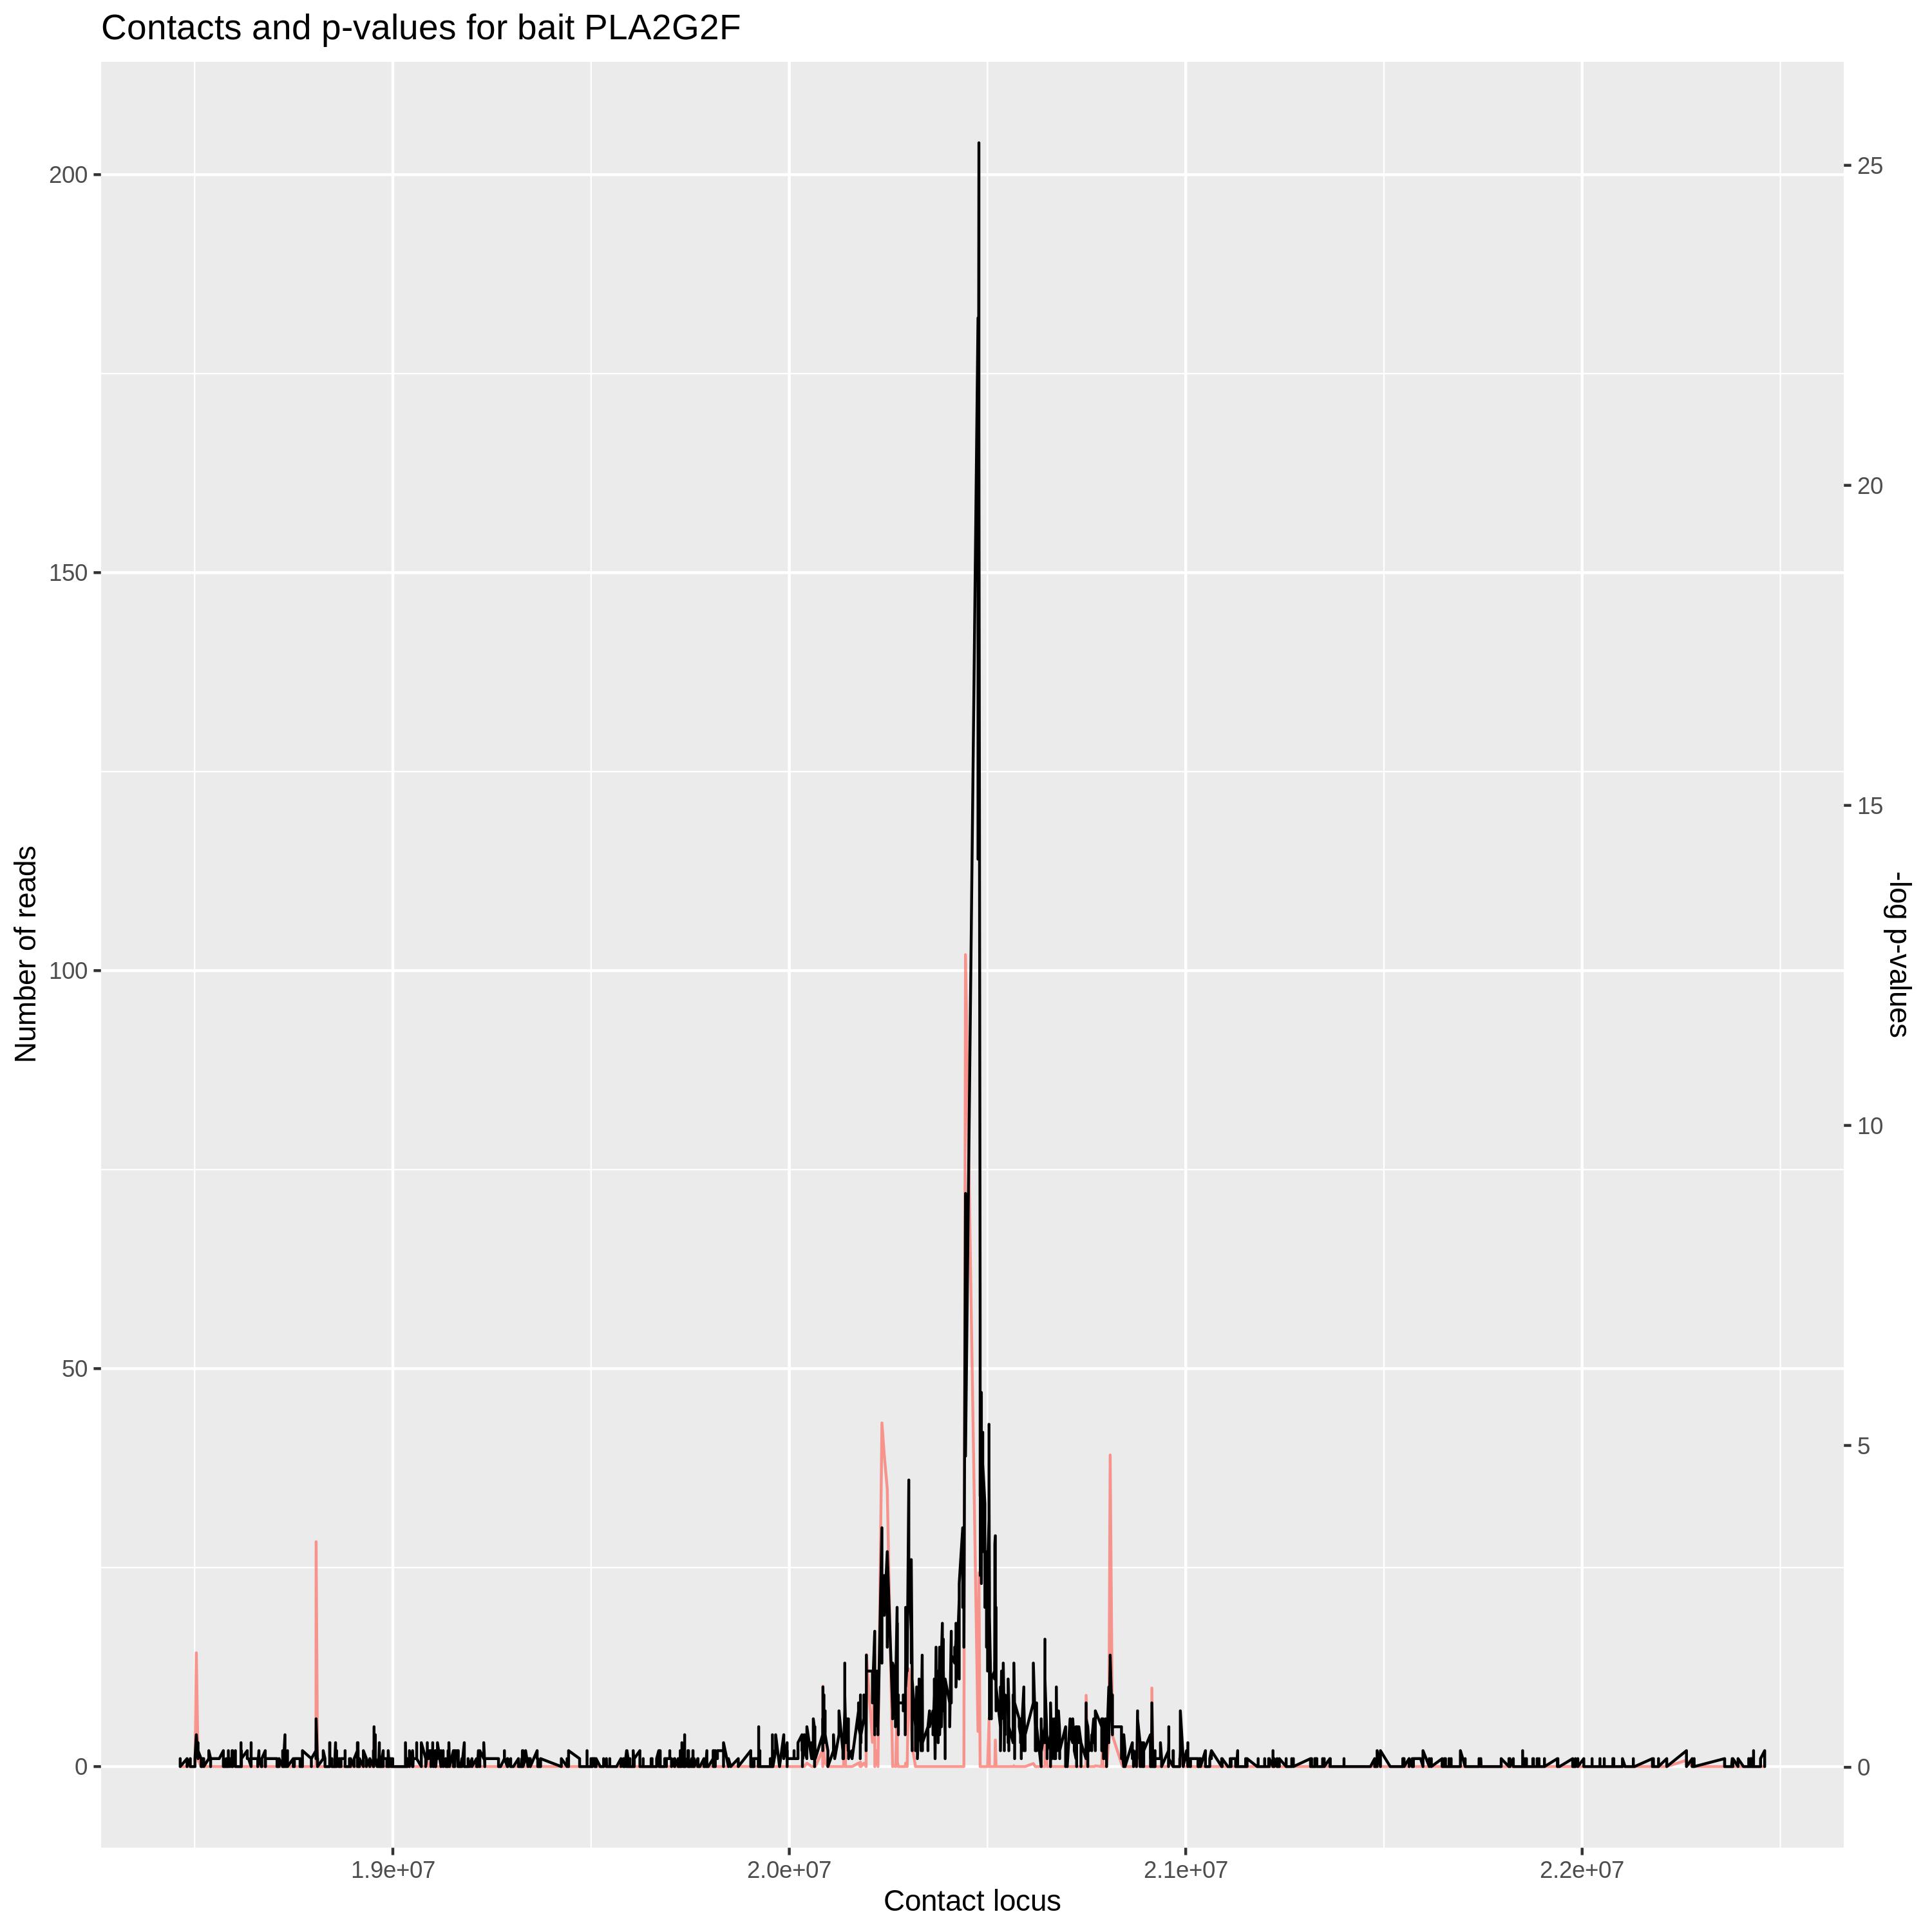 Contacts and p-values for bait PLA2G2F
200
150
100
50
0
Number of reads
25
20
15
10
5
0
-log p-values
1.9e+07
2.0e+07
2.1e+07
2.2e+07
Contact locus